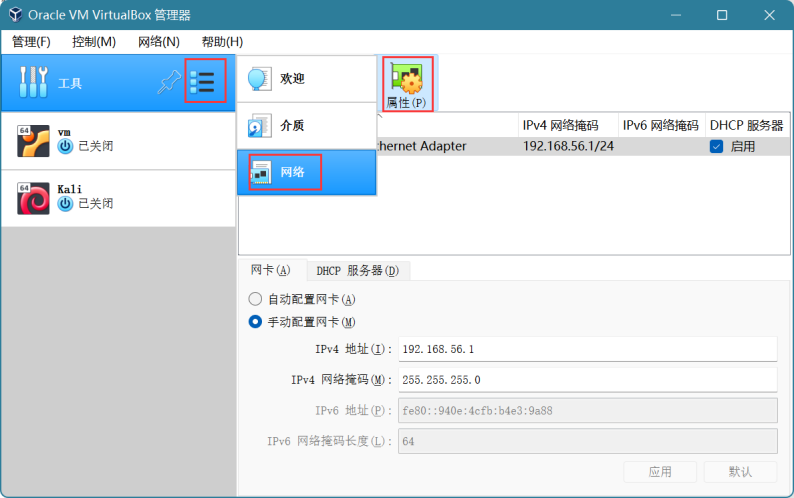 Oracle VM VirtualBox 管理器
管理(F) 控制(M) 网络(N) 帮助(H)
工具
欢迎
介质
网络
属性(P)
64
vm
已关闭
64
Kali
已关闭
IPv4 网络掩码 IPv6 网络掩码 DHCP 服务器
thernet Adapter 192.168.56.1/24 启用
网卡(A) DHCP 服务器(D)
自动配置网卡(A)
手动配置网卡(M)
IPv4 地址(I): 192.168.56.1
IPv4 网络掩码(M): 255.255.255.0
IPv6 地址(P): fe80::940e:4cfb:b4e3:9a88
IPv6 网络掩码长度(L): 64
应用 默认